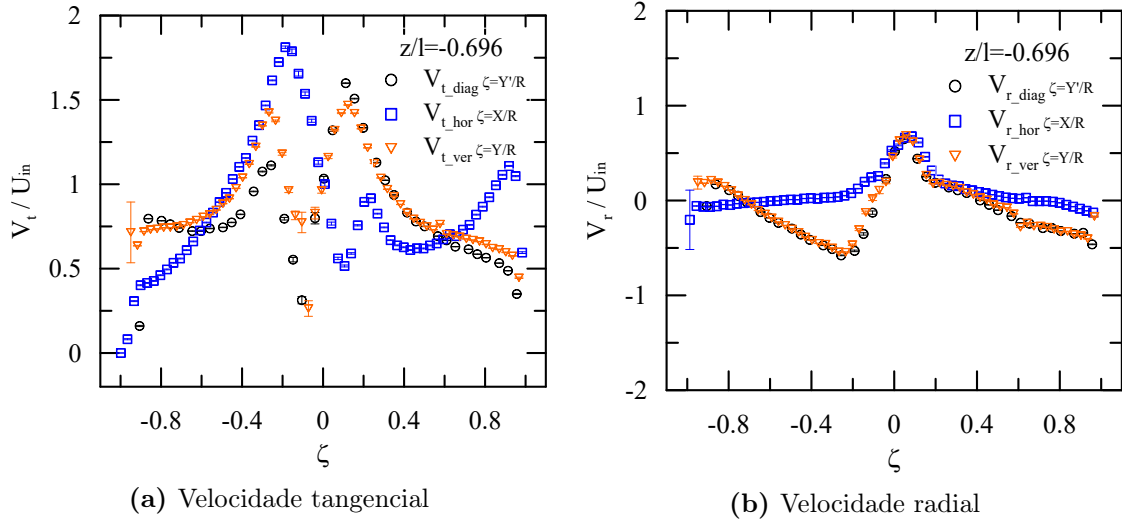 2
1.5
1
0.5
0
V_t / U_in
-0.8 -0.4 0 0.4 0.8
ζ
z/l=-0.696
V_t_diag ζ=Y'/R
V_t_hor ζ=X/R
V_t_ver ζ=Y/R
(a) Velocidade tangencial
2
1
0
-1
-2
V_r / U_in
-0.8 -0.4 0 0.4 0.8
ζ
z/l=-0.696
V_r_diag ζ=Y'/R
V_r_hor ζ=X/R
V_r_ver ζ=Y/R
(b) Velocidade radial